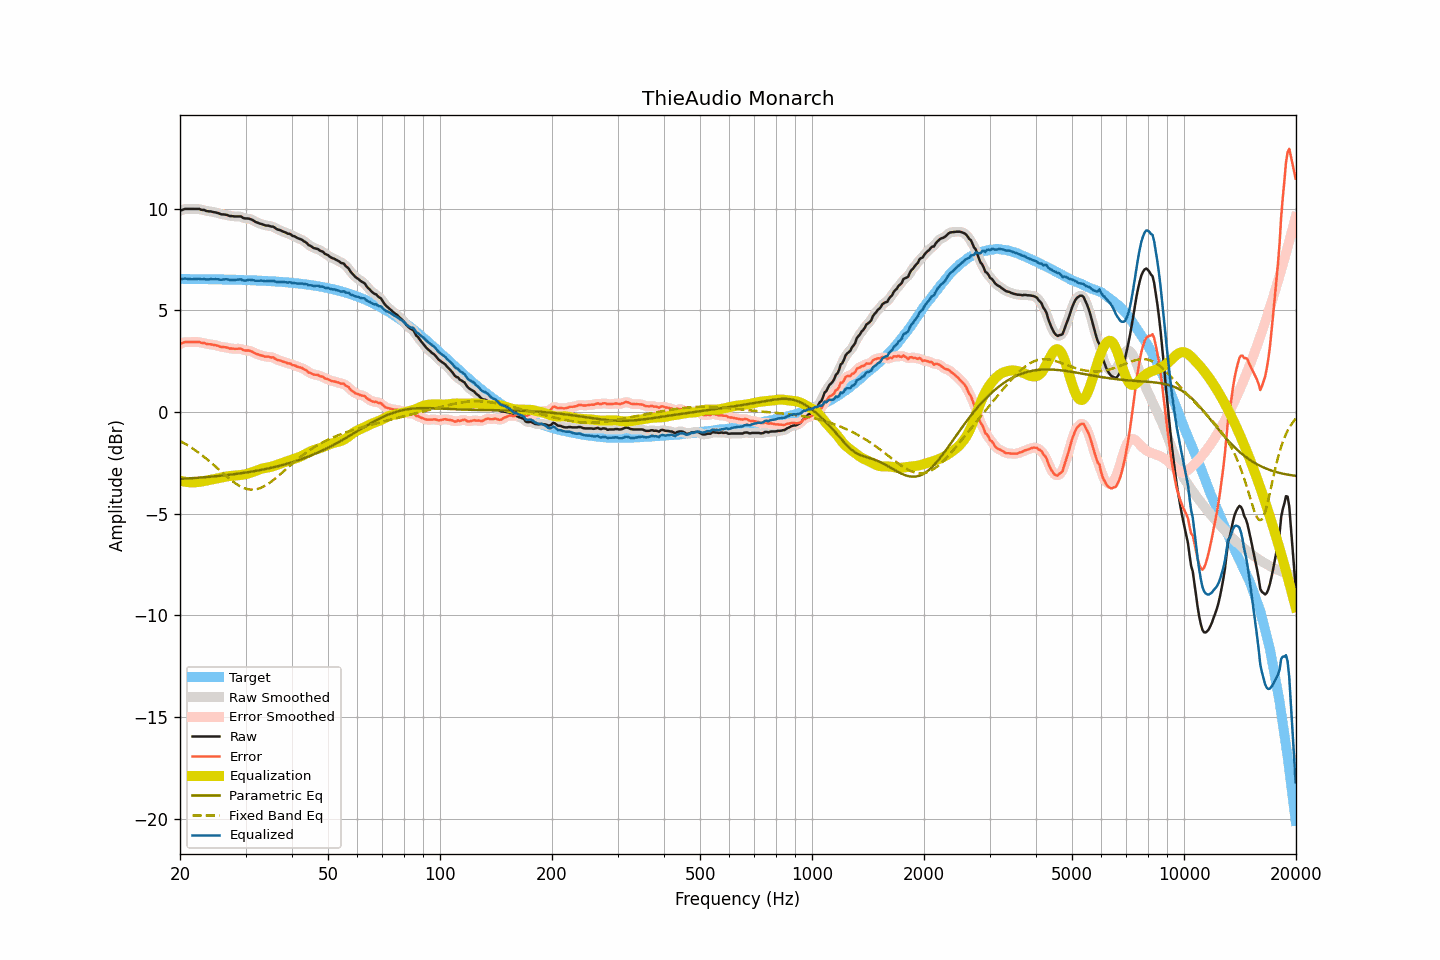 ThieAudio Monarch
Amplitude (dBr)
10
5
0
−5
−10
−15
−20
Target
Raw Smoothed
Error Smoothed
Raw
Error
Equalization
Parametric Eq
Fixed Band Eq
Equalized
20 50 100 200 500 1000 2000 5000 10000 20000
Frequency (Hz)